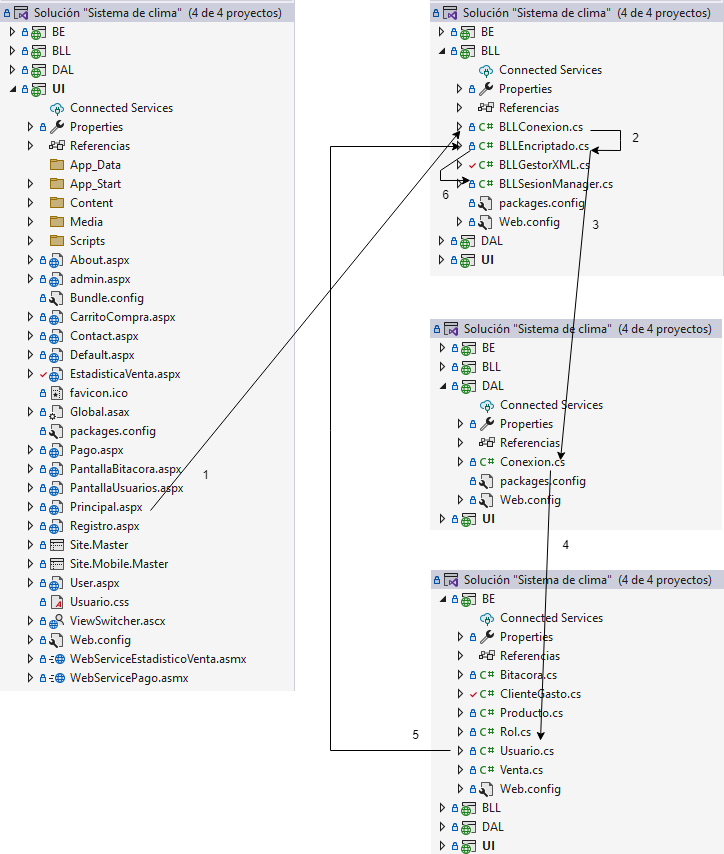 Solución "Sistema de clima" (4 de 4 proyectos)
BE
BLL
DAL
UI
Connected Services
Properties
Referencias
App_Data
App_Start
Content
Media
Scripts
About.aspx
admin.aspx
Bundle.config
CarritoCompra.aspx
Contact.aspx
Default.aspx
EstadisticaVenta.aspx
favicon.ico
Global.asax
packages.config
Pago.aspx
PantallaBitacora.aspx
PantallaUsuarios.aspx
Principal.aspx
Registro.aspx
Site.Master
Site.Mobile.Master
User.aspx
Usuario.css
ViewSwitcher.ascx
Web.config
WebServiceEstadisticoVenta.asmx
WebServicePago.asmx
1
Solución "Sistema de clima" (4 de 4 proyectos)
BE
BLL
Connected Services
Properties
Referencias
C# BLLConexion.cs
2
C# BLLEncriptado.cs
C# BLLGestorXML.cs
C# BLLSesionManager.cs
6
packages.config
3
Web.config
DAL
UI
Solución "Sistema de clima" (4 de 4 proyectos)
BE
BLL
DAL
Connected Services
Properties
Referencias
C# Conexion.cs
packages.config
Web.config
UI
4
Solución "Sistema de clima" (4 de 4 proyectos)
BE
Connected Services
Properties
Referencias
C# Bitacora.cs
C# ClienteGasto.cs
C# Producto.cs
C# Rol.cs
5
C# Usuario.cs
C# Venta.cs
Web.config
BLL
DAL
UI